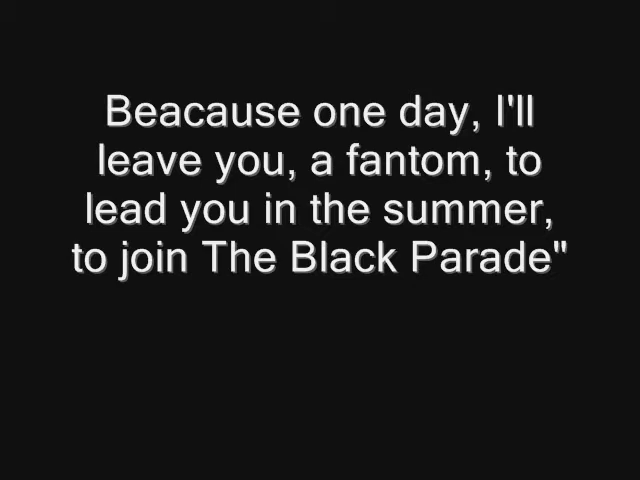 Beacause one day, I'll
leave you, a fantom, to
lead you in the summer,
to join The Black Parade"